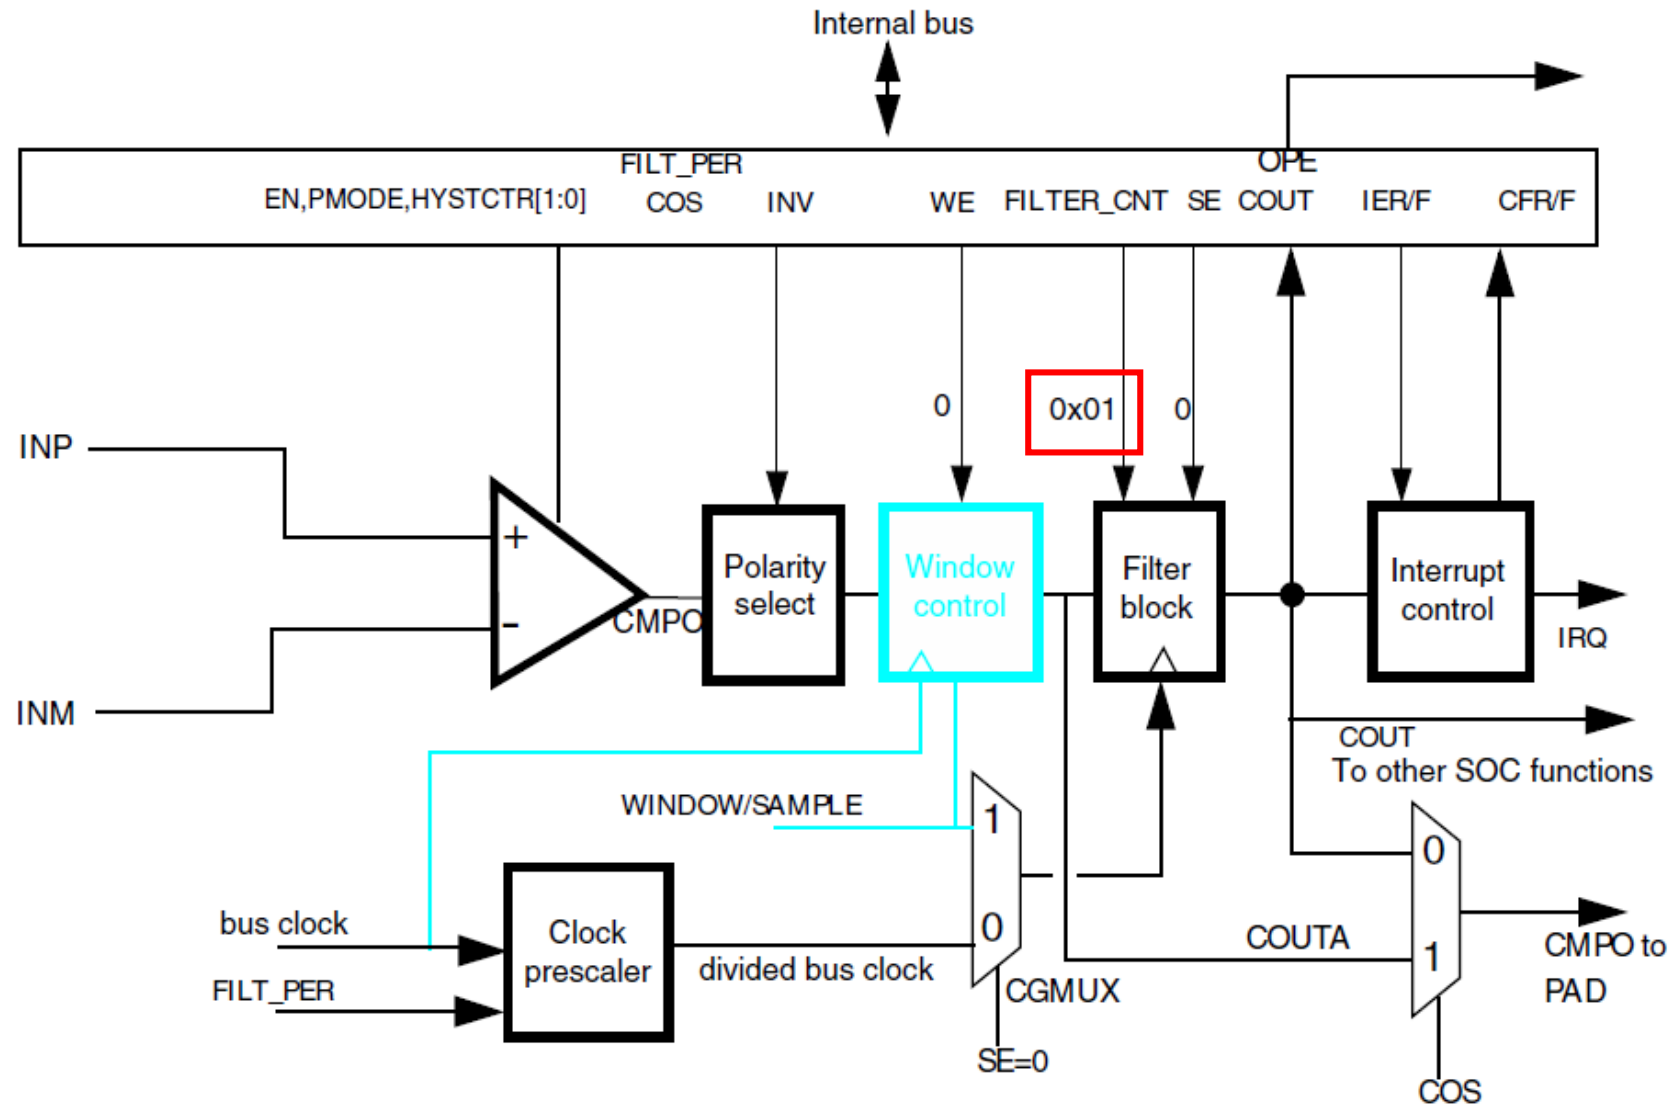 Internal bus
FILT_PER
OPE
EN,PMODE,HYSTCTR[1:0]
COS
INV
WE
FILTER_CNT
SE
COUT
IER/F
CFR/F
0
0x01
0
INP
+
-
CMPO
Polarity
select
Window
control
Filter
block
Interrupt
control
IRQ
INM
COUT
To other SOC functions
WINDOW/SAMPLE
1
0
bus clock
Clock
prescaler
FILT_PER
divided bus clock
0
CGMUX
SE=0
COUTA
1
CMPO to
PAD
COS